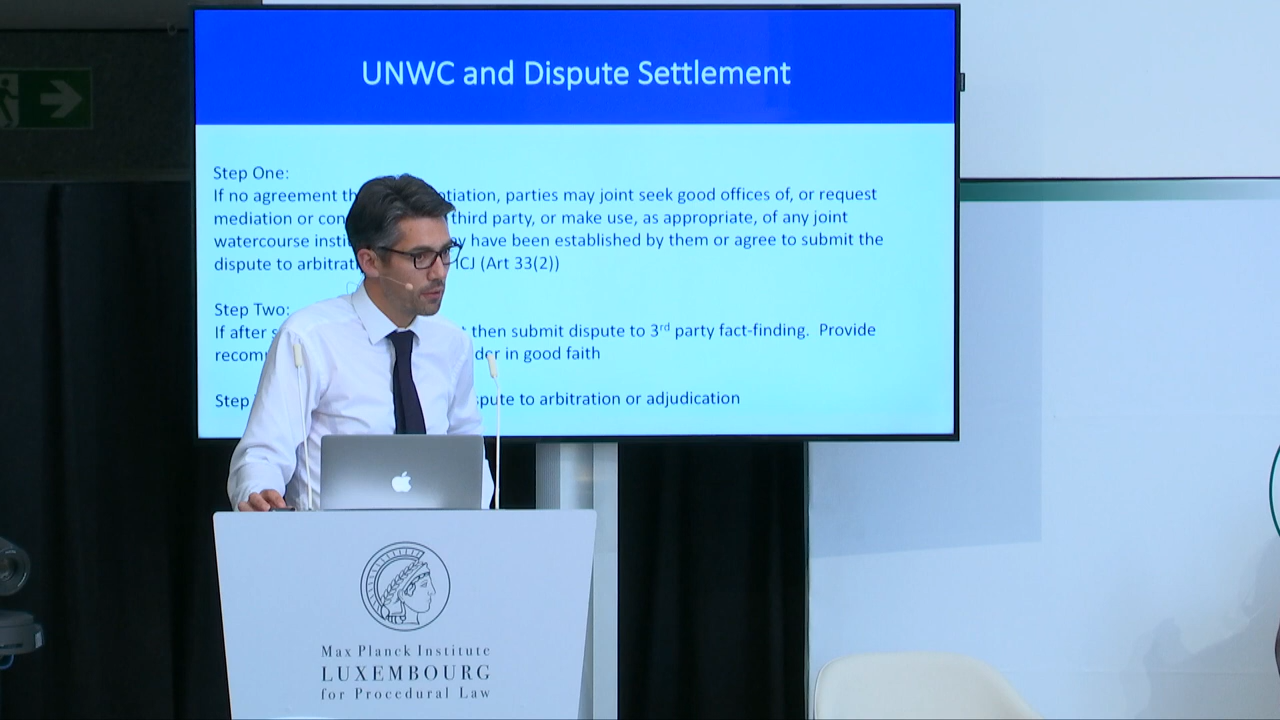 UNWC and Dispute Settlement
Step One:
If no agreement th otiation, parties may joint seek good offices of, or request
mediation or con third party, or make use, as appropriate, of any joint
watercourse insti y have been established by them or agree to submit the
dispute to arbitrati ICJ (Art 33(2))
Step Two:
If after s then submit dispute to 3rd party fact-finding. Provide
recom der in good faith
Step spute to arbitration or adjudication
Max Planck Institute
LUXEMBOURG
for Procedural Law